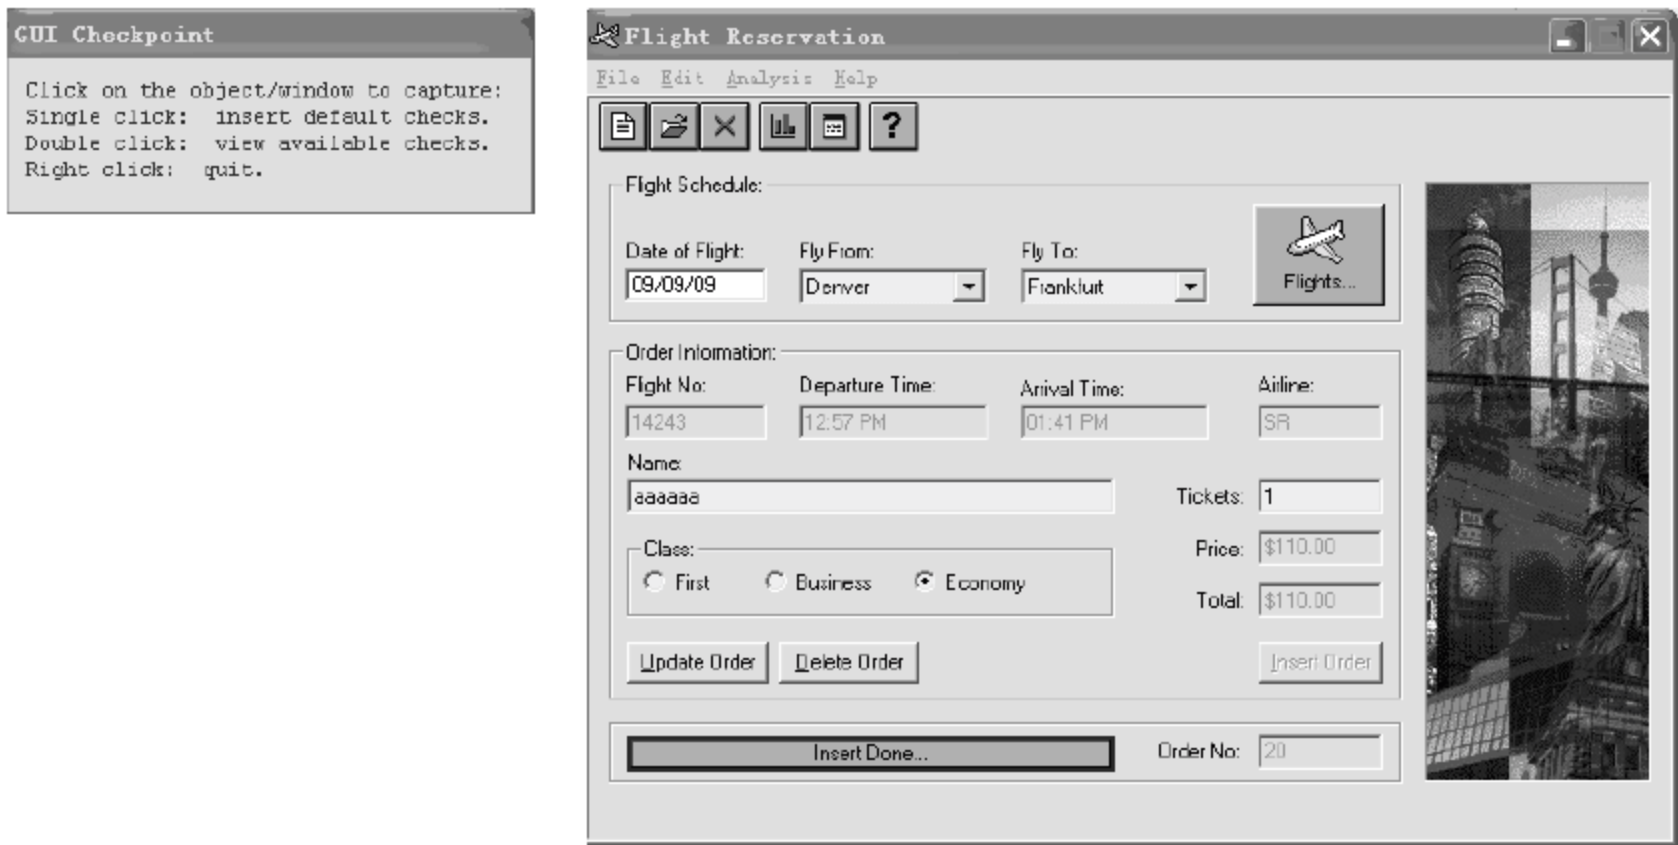 GUI Checkpoint
Click on the object/window to capture:
Single click: insert default checks.
Double click: view available checks.
Right click: quit.
Flight Reservation
File Edit Analysis Help
?
Flight Schedule:
Date of Flight: Fly From: Fly To:
09/09/09 Denver Frankfurt Flights...
Order Information:
Flight No: Departure Time: Arrival Time: Airline:
14243 12:57 PM 01:41 PM SR
Name:
aaaaaa Tickets: 1
Class: Price: $110.00
First Business Economy
Total: $110.00
Update Order Delete Order Insert Order
Insert Done... Order No: 20